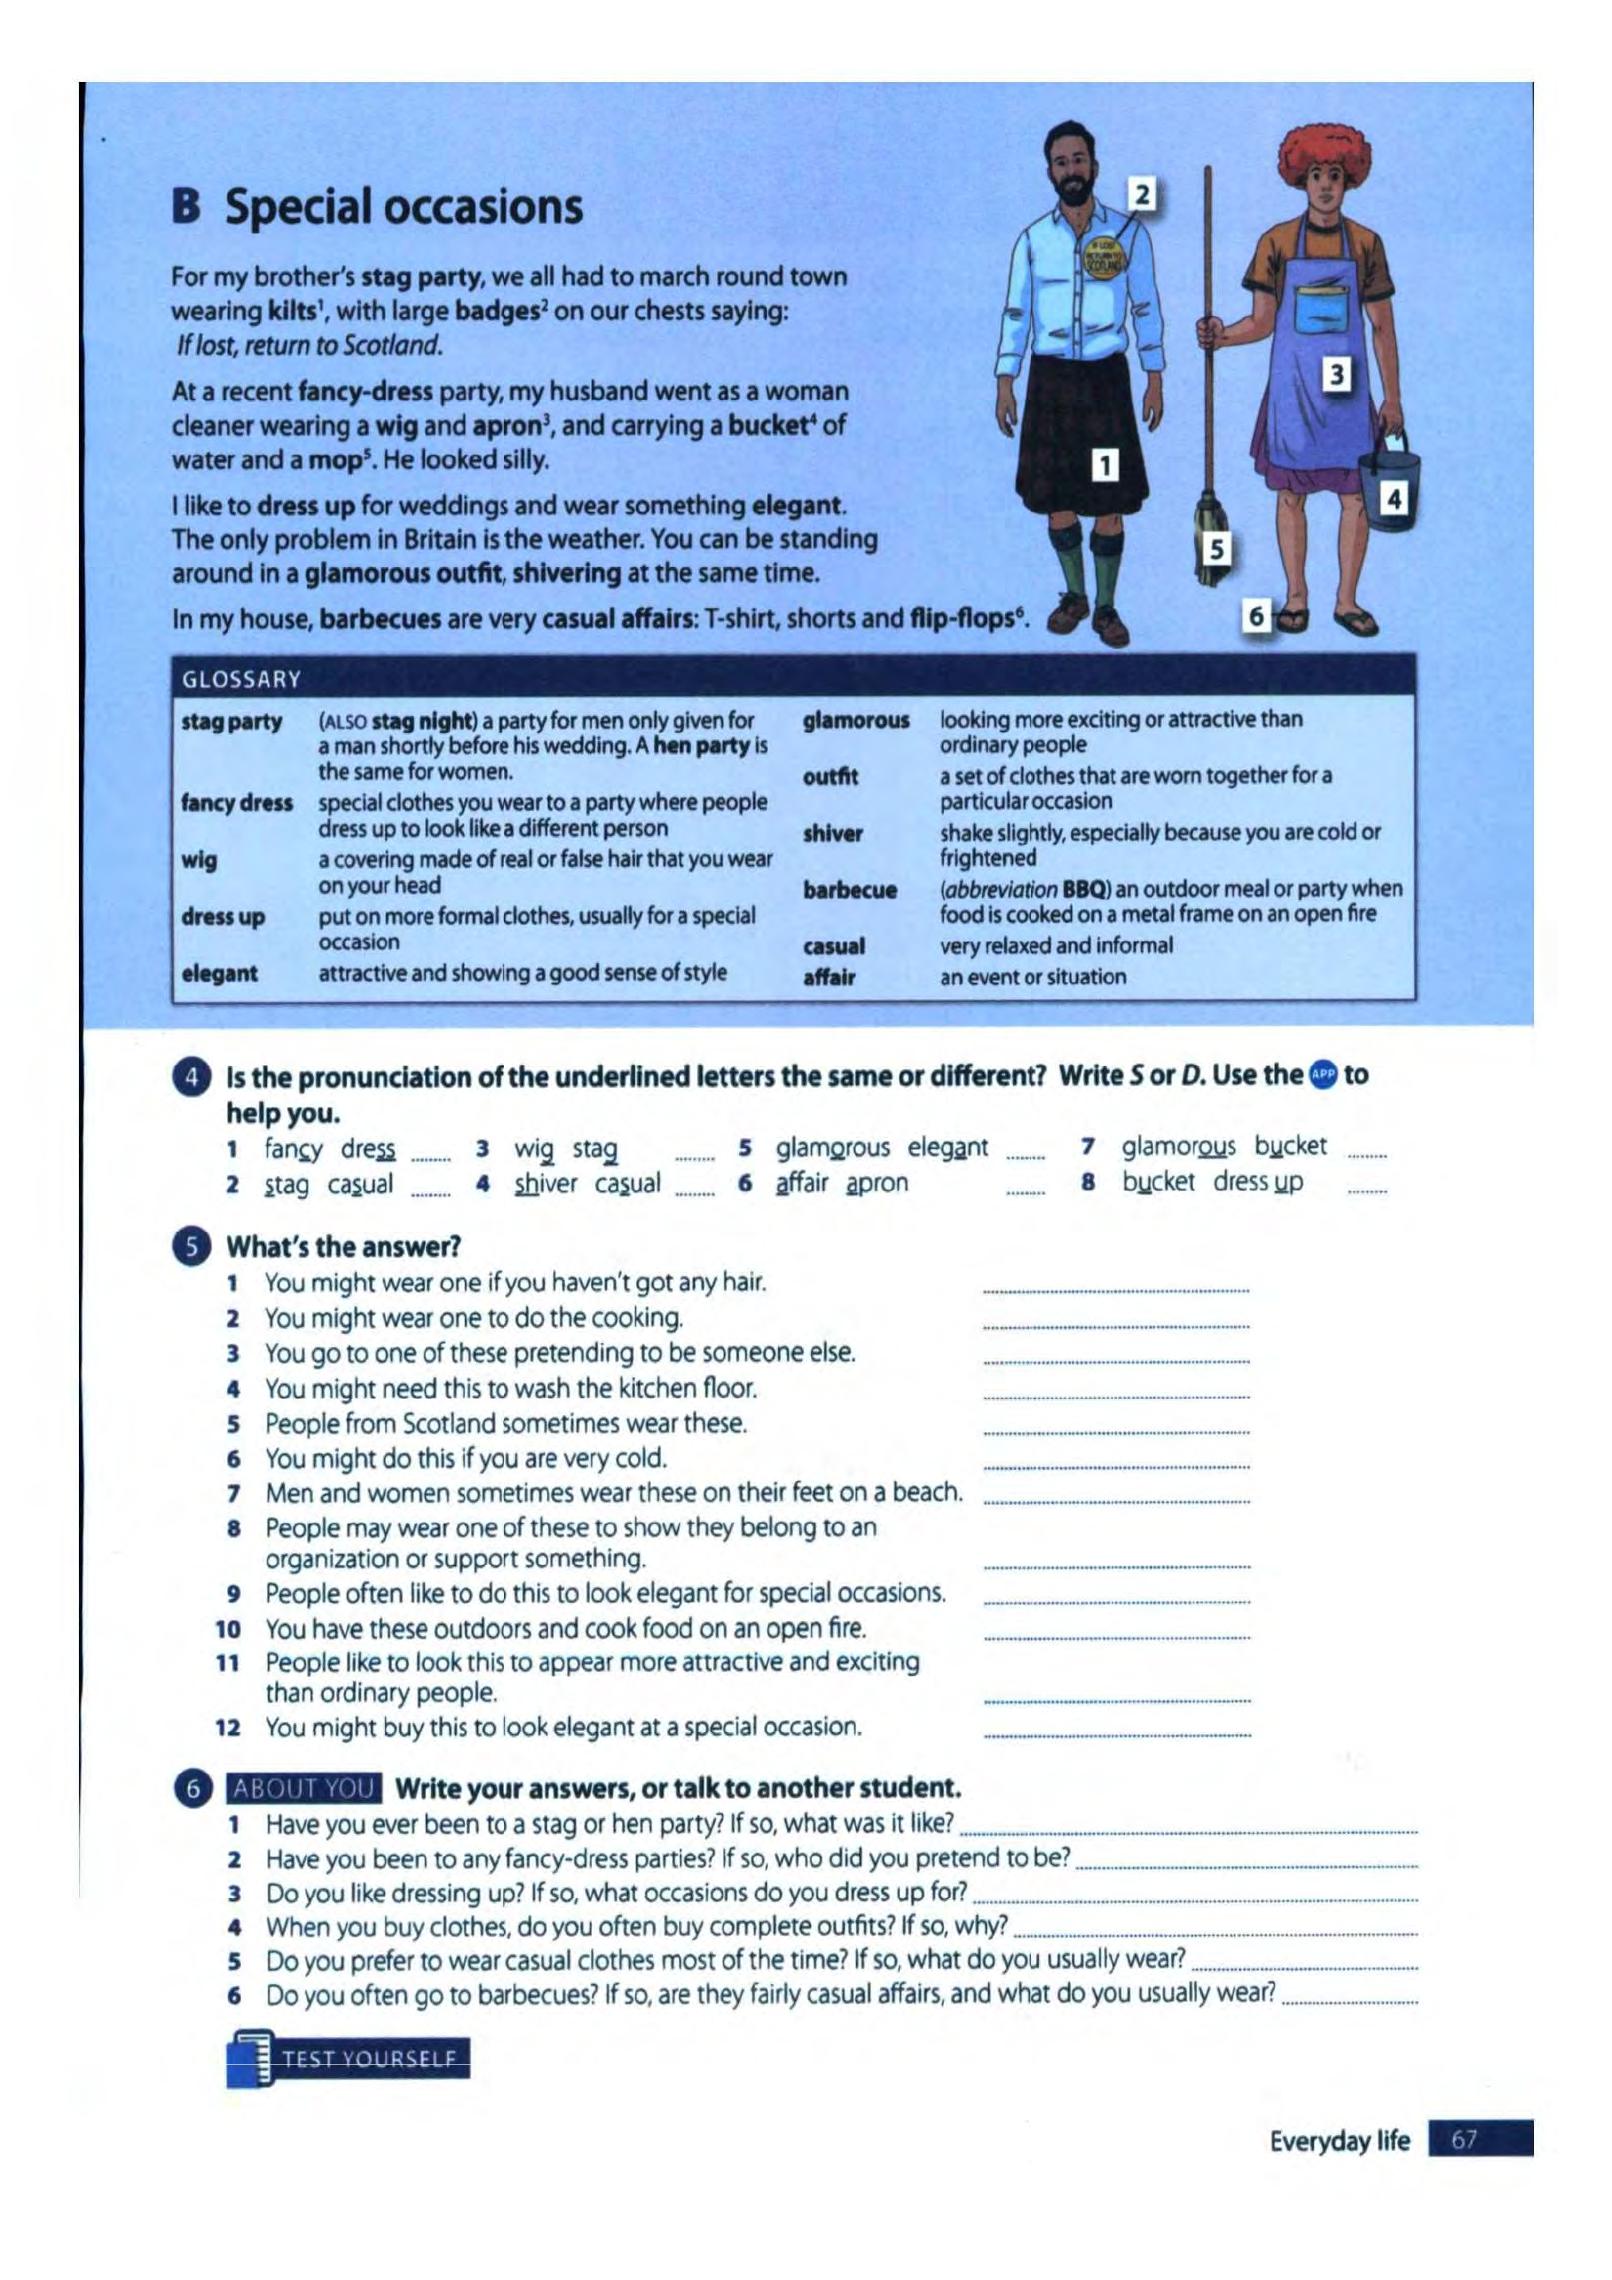 B Special occasions
For my brother's stag party, we all had to march round town
wearing kilts¹, with large badges² on our chests saying:
If lost, return to Scotland.
At a recent fancy-dress party, my husband went as a woman
cleaner wearing a wig and apron³, and carrying a bucket⁴ of
water and a mop⁵. He looked silly.
I like to dress up for weddings and wear something elegant.
The only problem in Britain is the weather. You can be standing
around in a glamorous outfit, shivering at the same time.
In my house, barbecues are very casual affairs: T-shirt, shorts and flip-flops⁶.
2
IF LOST
RETURN TO
SCOTLAND
3
1
4
5
6
GLOSSARY
stag party (ALSO stag night) a party for men only given for
a man shortly before his wedding. A hen party is
the same for women.
fancy dress special clothes you wear to a party where people
dress up to look like a different person
wig a covering made of real or false hair that you wear
on your head
dress up put on more formal clothes, usually for a special
occasion
elegant attractive and showing a good sense of style
glamorous looking more exciting or attractive than
ordinary people
outfit a set of clothes that are worn together for a
particular occasion
shiver shake slightly, especially because you are cold or
frightened
barbecue (abbreviation BBQ) an outdoor meal or party when
food is cooked on a metal frame on an open fire
casual very relaxed and informal
affair an event or situation
4 Is the pronunciation of the underlined letters the same or different? Write S or D. Use the APP to
help you.
1 fancy dress ........ 3 wig stag ........ 5 glamorous elegant ........ 7 glamorous bucket ........
2 stag casual ........ 4 shiver casual ........ 6 affair apron ........ 8 bucket dress up ........
5 What's the answer?
1 You might wear one if you haven't got any hair.
2 You might wear one to do the cooking.
3 You go to one of these pretending to be someone else.
4 You might need this to wash the kitchen floor.
5 People from Scotland sometimes wear these.
6 You might do this if you are very cold.
7 Men and women sometimes wear these on their feet on a beach.
8 People may wear one of these to show they belong to an
organization or support something.
9 People often like to do this to look elegant for special occasions.
10 You have these outdoors and cook food on an open fire.
11 People like to look this to appear more attractive and exciting
than ordinary people.
12 You might buy this to look elegant at a special occasion.
6 ABOUT YOU Write your answers, or talk to another student.
1 Have you ever been to a stag or hen party? If so, what was it like?
2 Have you been to any fancy-dress parties? If so, who did you pretend to be?
3 Do you like dressing up? If so, what occasions do you dress up for?
4 When you buy clothes, do you often buy complete outfits? If so, why?
5 Do you prefer to wear casual clothes most of the time? If so, what do you usually wear?
6 Do you often go to barbecues? If so, are they fairly casual affairs, and what do you usually wear?
TEST YOURSELF
Everyday life 67